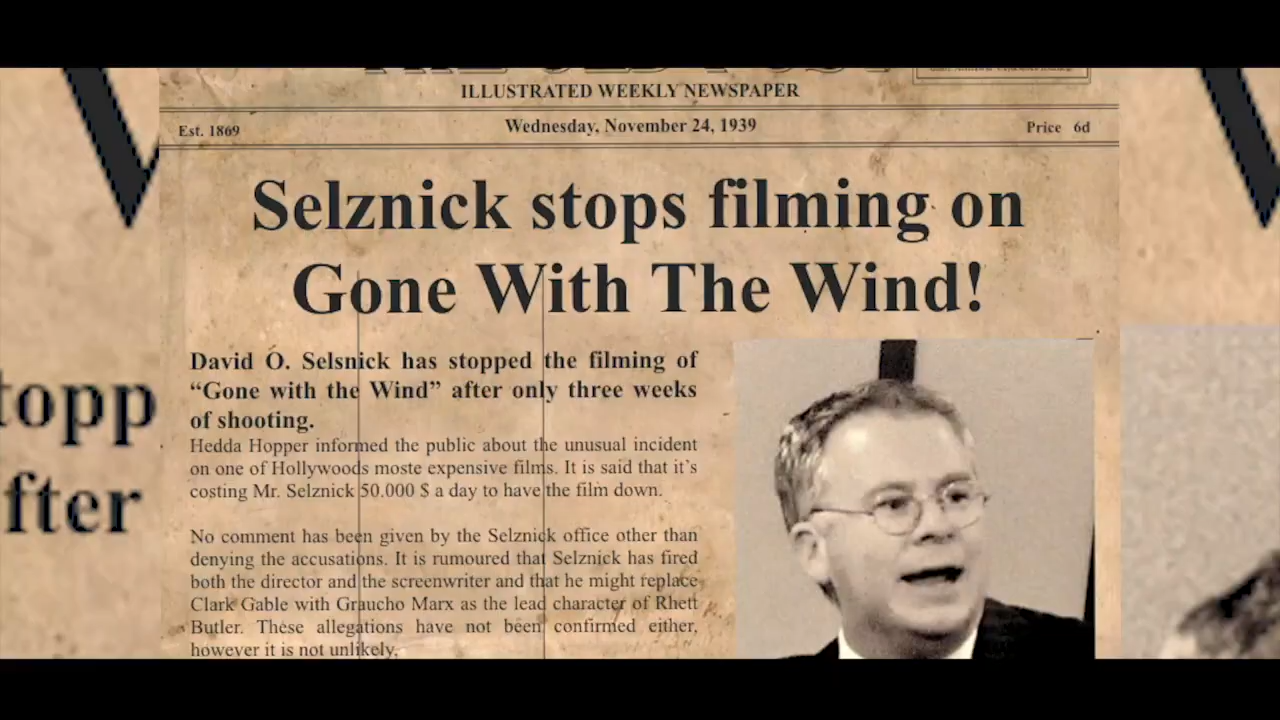 ILLUSTRATED WEEKLY NEWSPAPER
Est. 1869
Wednesday, November 24, 1939
Price 6d
Selznick stops filming on
Gone With The Wind!
David O. Selsnick has stopped the filming of
“Gone with the Wind” after only three weeks
of shooting.
Hedda Hopper informed the public about the unusual incident
on one of Hollywoods moste expensive films. It is said that it’s
costing Mr. Selznick 50.000 $ a day to have the film down.
No comment has been given by the Selznick office other than
denying the accusations. It is rumoured that Selznick has fired
both the director and the screenwriter and that he might replace
Clark Gable with Graucho Marx as the lead character of Rhett
Butler. These allegations have not been confirmed either,
however it is not unlikely.
topp
fter